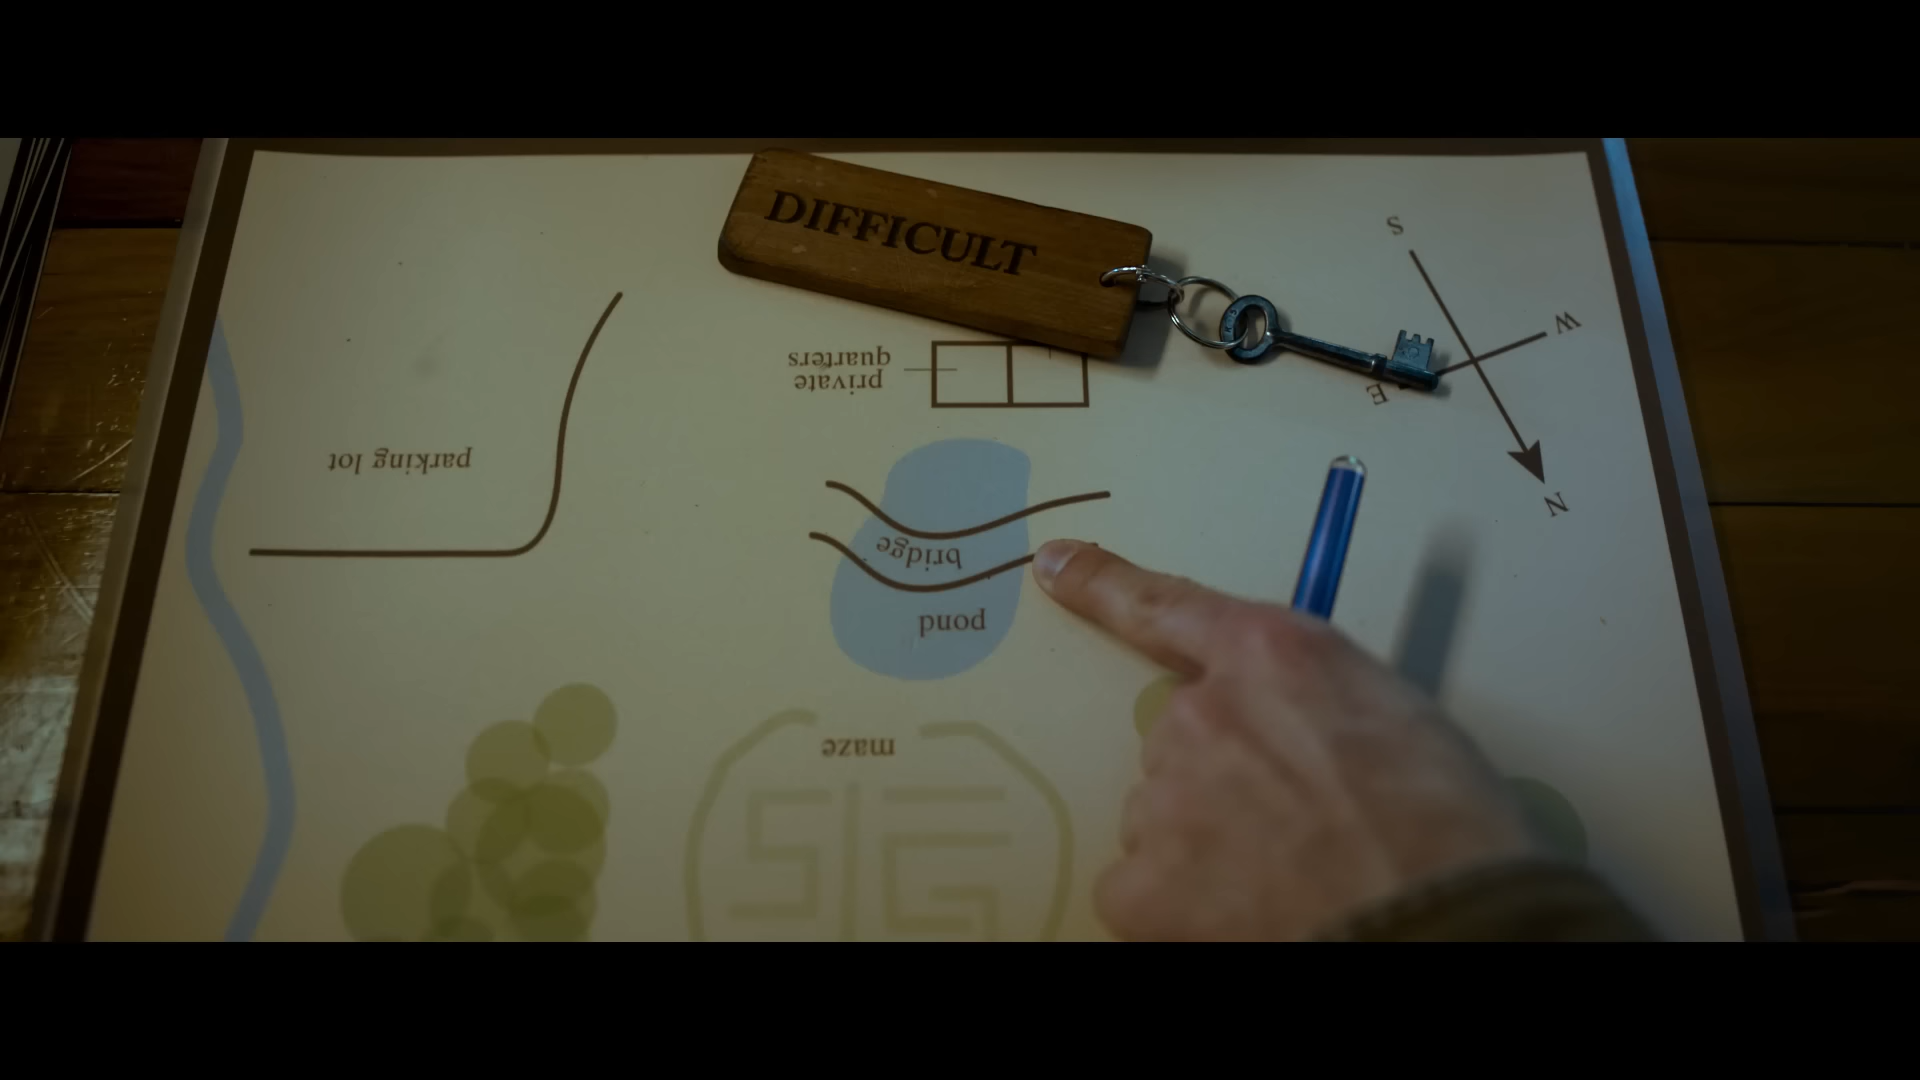 DIFFICULT
S
W
E
N
private
quarters
parking lot
bridge
pond
maze